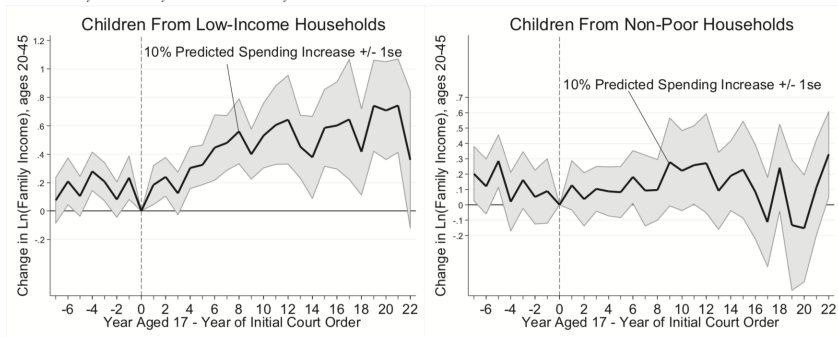 Children From Low-Income Households
Change in Ln(Family Income), ages 20-45
1.2
1
.8
.6
.4
.2
0
-.2
10% Predicted Spending Increase +/- 1se
-6 -4 -2 0 2 4 6 8 10 12 14 16 18 20 22
Year Aged 17 - Year of Initial Court Order
Children From Non-Poor Households
Change in Ln(Family Income), ages 20-45
.7
.6
.5
.4
.3
.2
.1
0
-.1
-.2
10% Predicted Spending Increase +/- 1se
-6 -4 -2 0 2 4 6 8 10 12 14 16 18 20 22
Year Aged 17 - Year of Initial Court Order